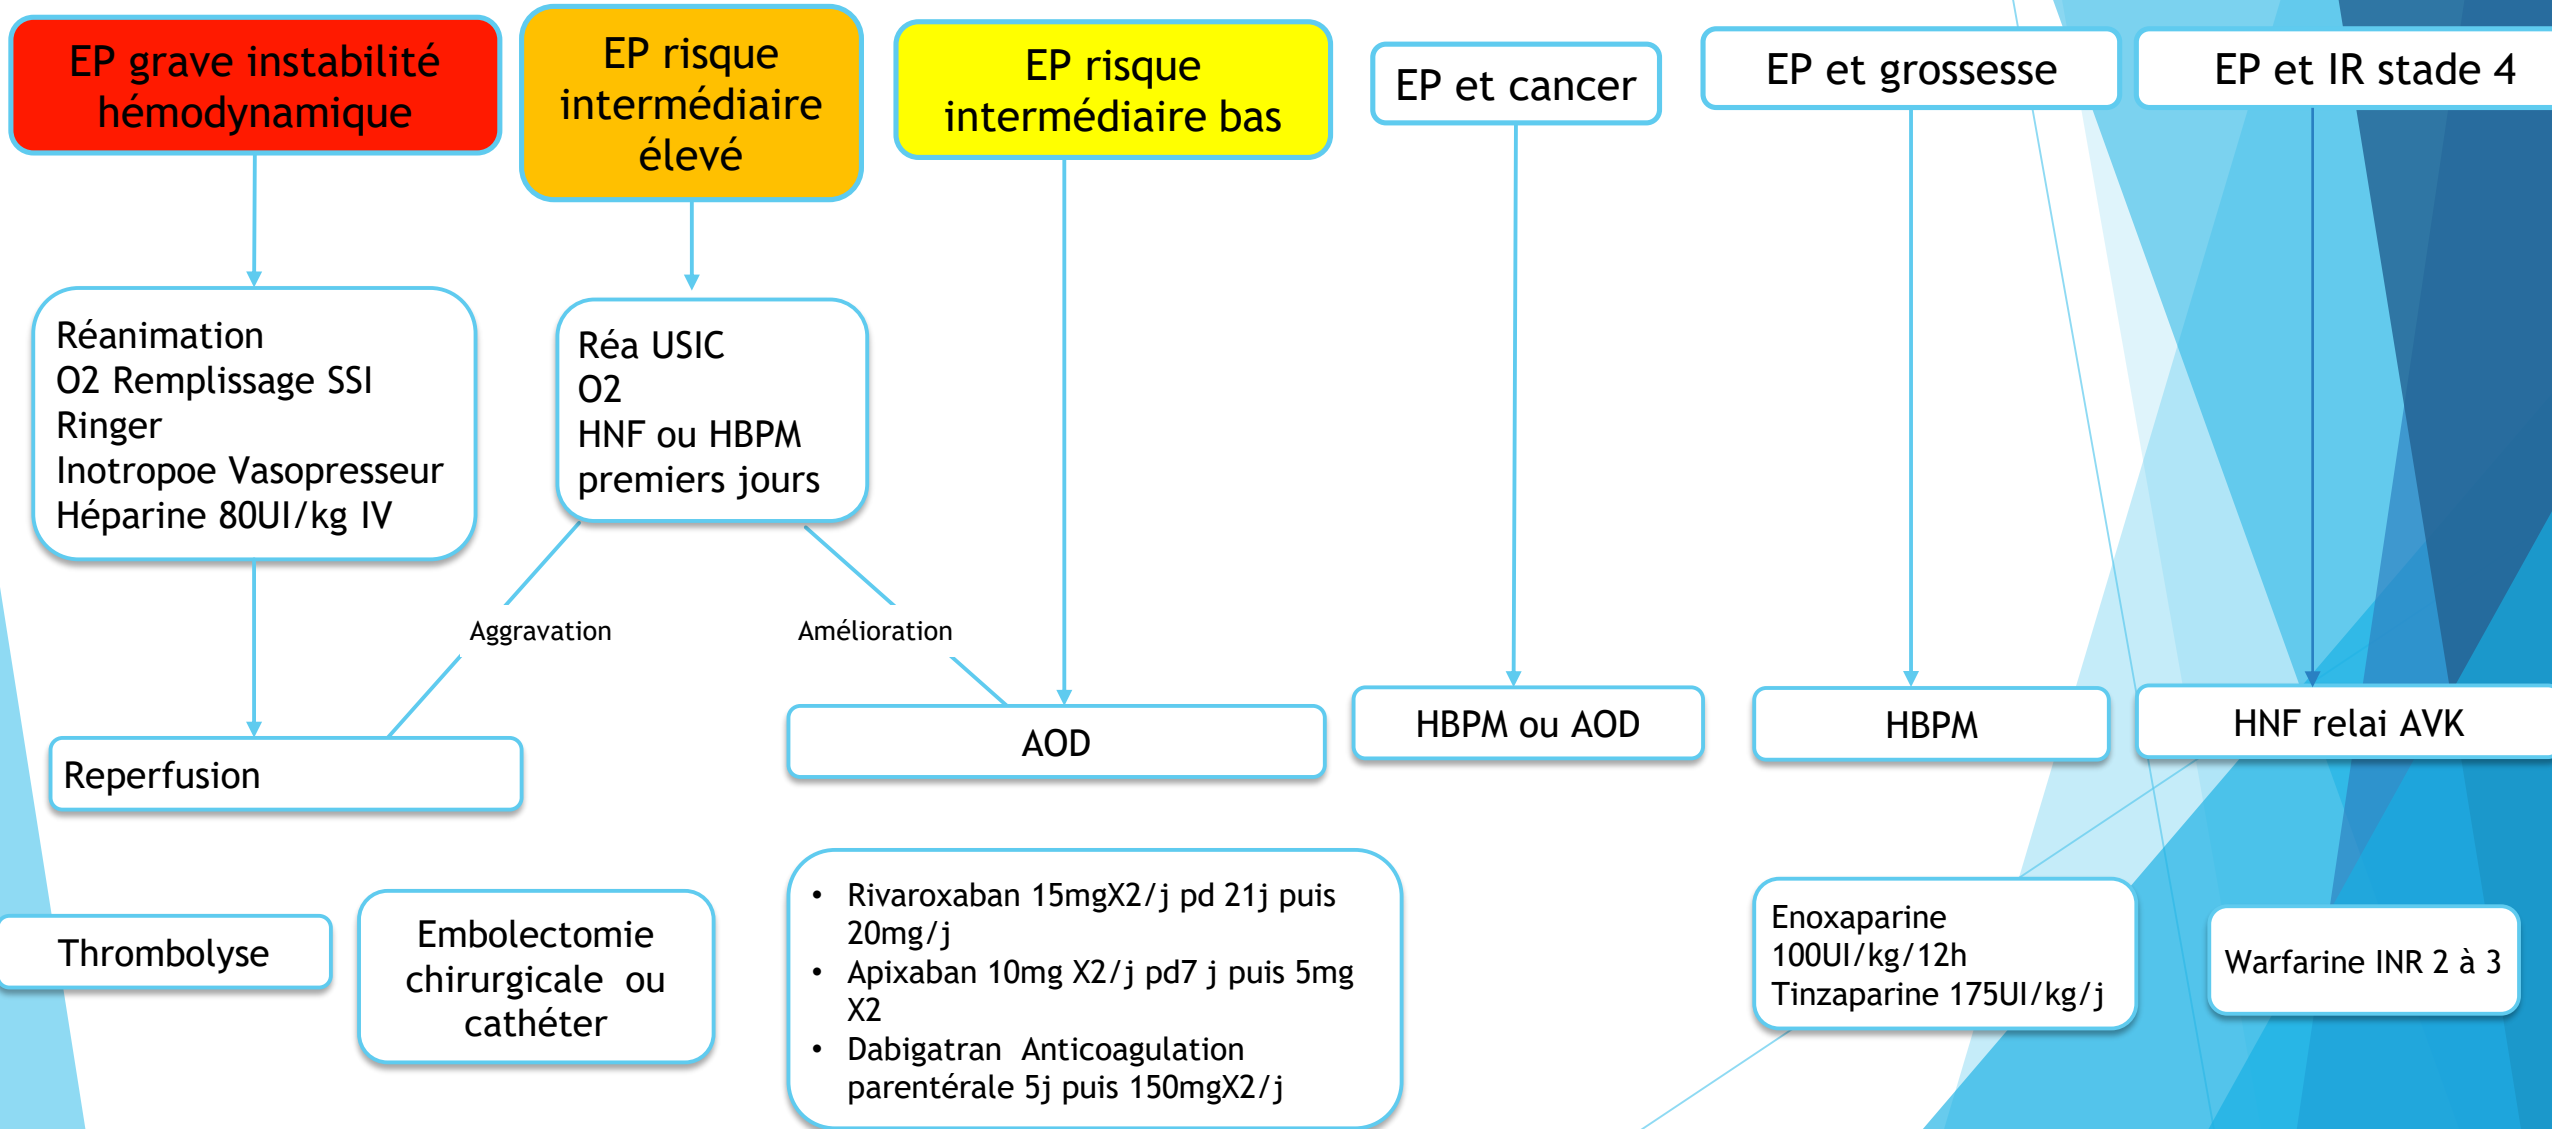 EP grave instabilité
hémodynamique
EP risque
intermédiaire
élevé
EP risque
intermédiaire bas
EP et cancer
EP et grossesse
EP et IR stade 4
Réanimation
O2 Remplissage SSI
Ringer
Inotropoe Vasopresseur
Héparine 80UI/kg IV
Réa USIC
O2
HNF ou HBPM
premiers jours
Aggravation
Amélioration
Reperfusion
AOD
HBPM ou AOD
HBPM
HNF relai AVK
Thrombolyse
Embolectomie
chirurgicale ou
cathéter
• Rivaroxaban 15mgX2/j pd 21j puis
20mg/j
• Apixaban 10mg X2/j pd7 j puis 5mg
X2
• Dabigatran Anticoagulation
parentérale 5j puis 150mgX2/j
Enoxaparine
100UI/kg/12h
Tinzaparine 175UI/kg/j
Warfarine INR 2 à 3